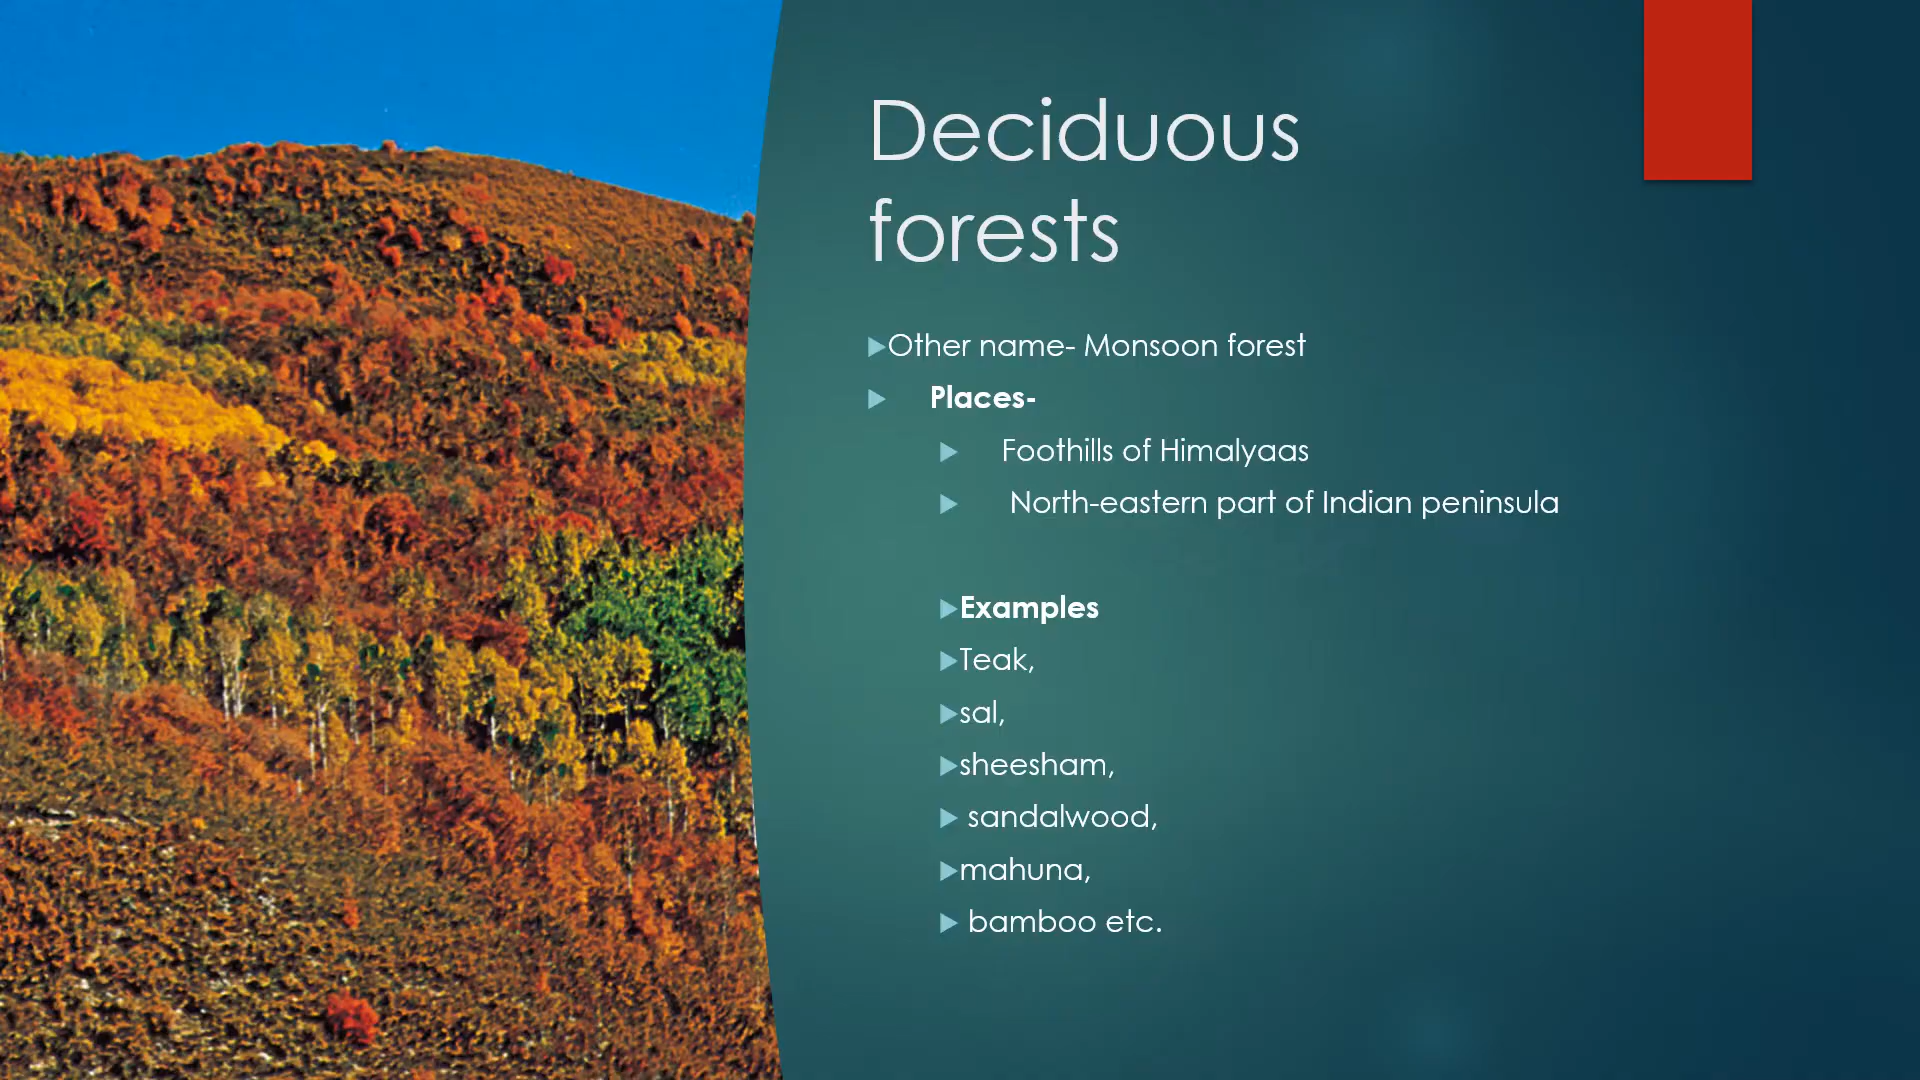 Deciduous
forests
Other name- Monsoon forest
Places-
Foothills of Himalyaas
North-eastern part of Indian peninsula
Examples
Teak,
sal,
sheesham,
sandalwood,
mahuna,
bamboo etc.